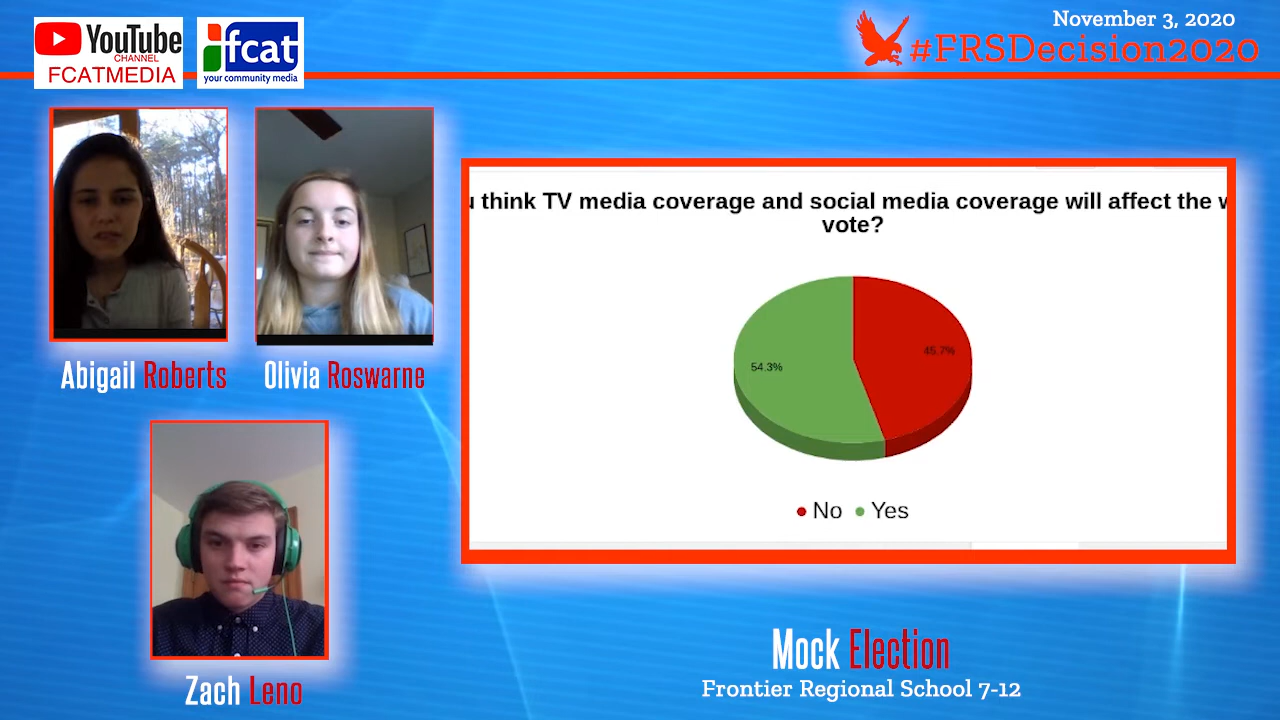 YouTube
CHANNEL
FCATMEDIA
fcat
your community media
November 3, 2020
#FRSDecision2020
Abigail Roberts
Olivia Roswarne
Zach Leno
think TV media coverage and social media coverage will affect the
vote?
54.3%
45.7%
No
Yes
Mock Election
Frontier Regional School 7-12